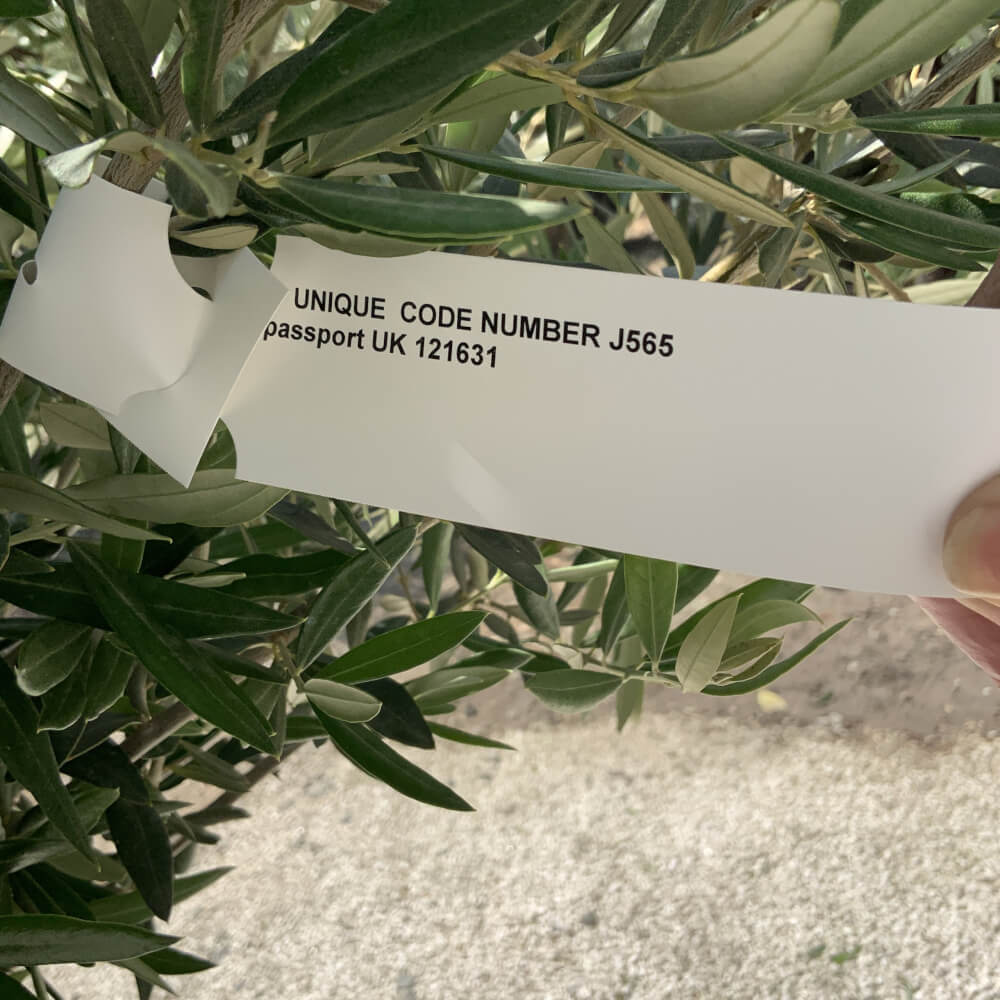 UNIQUE CODE NUMBER J565
passport UK 121631